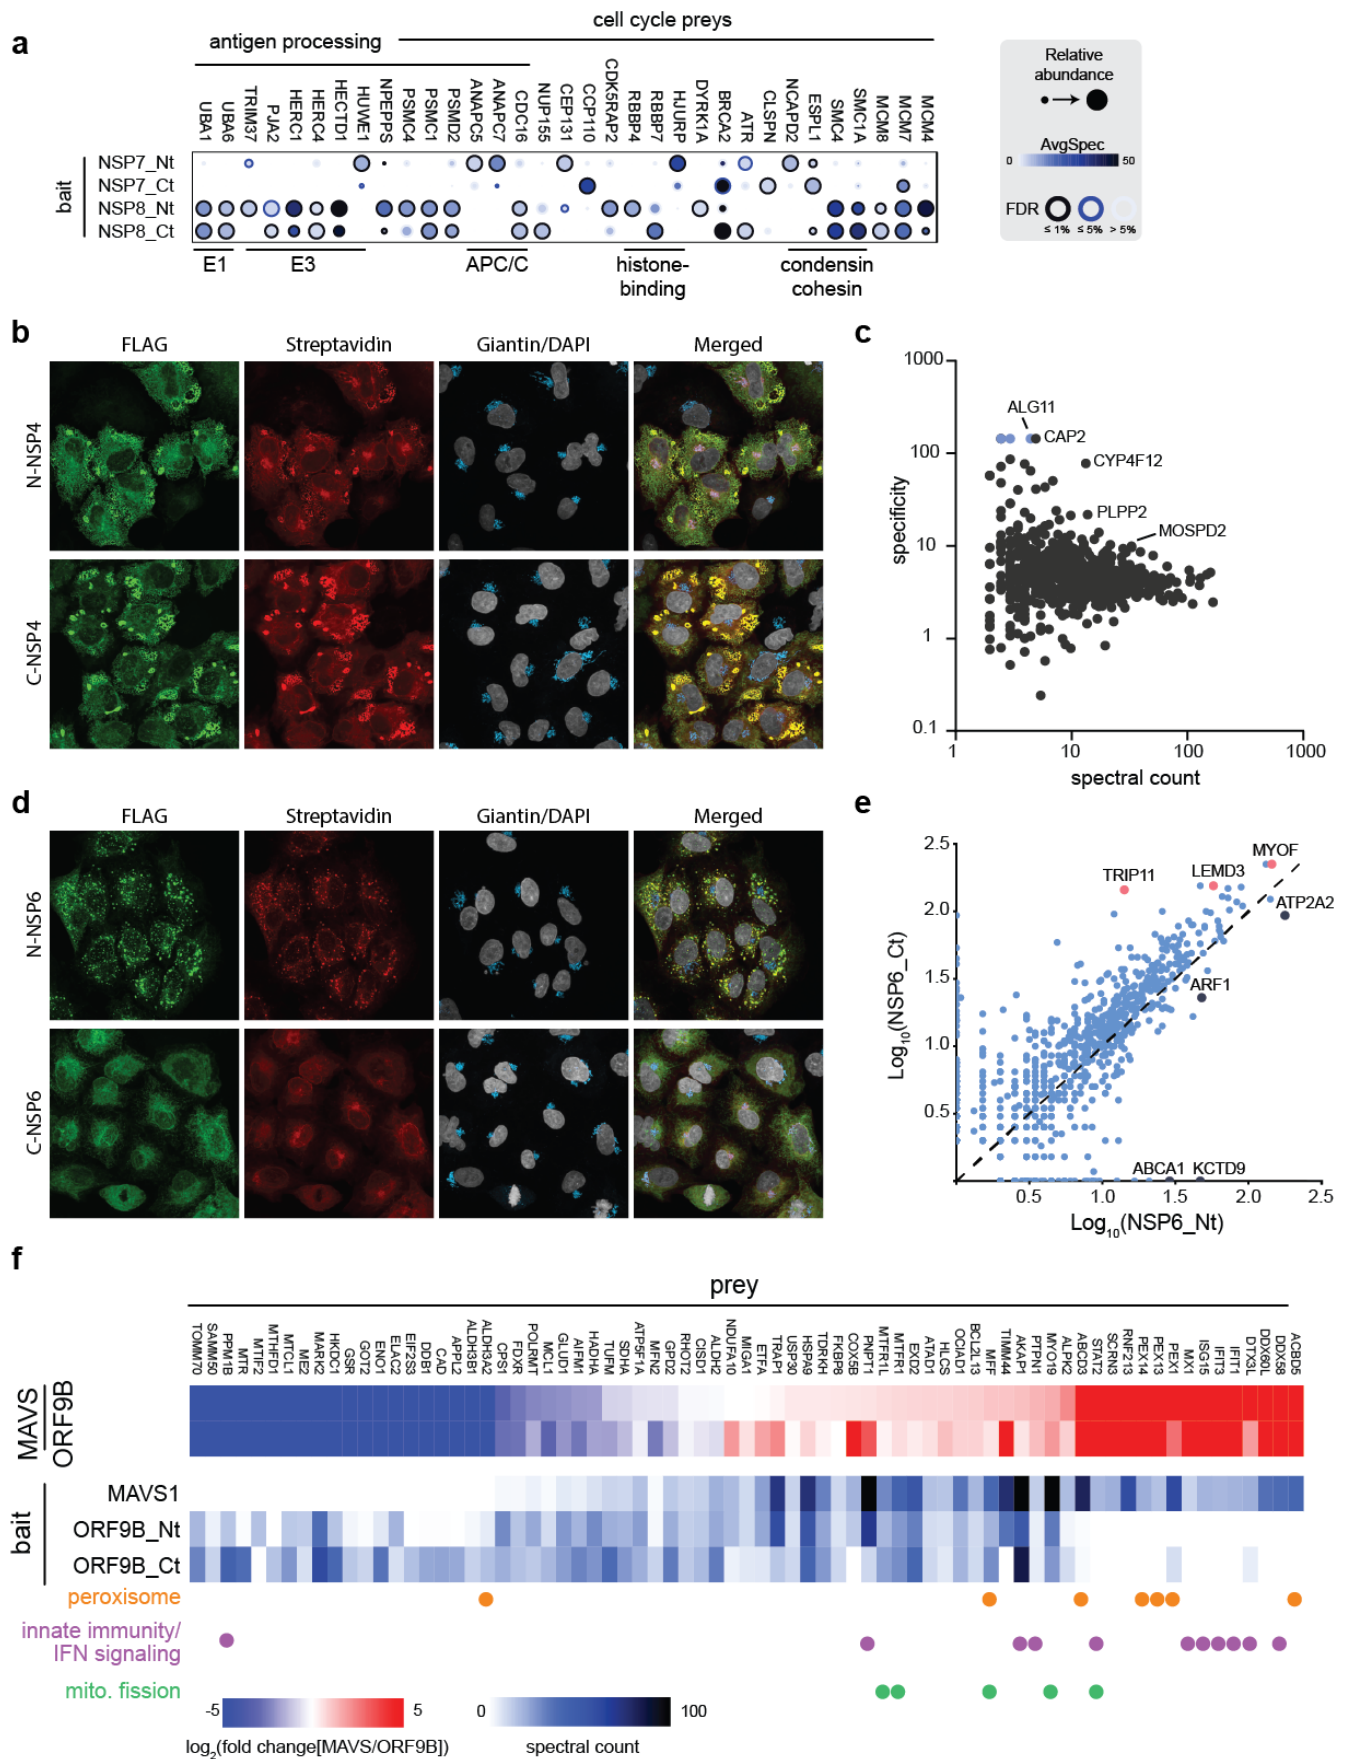 a
cell cycle preys
antigen processing
UBA1
UBA6
TRIM37
PJA2
HERC1
HERC4
HECTD1
HUWE1
NPEPPS
PSMC4
PSMC1
PSMD2
ANAPC5
ANAPC7
CDC16
NUP155
CEP131
CCP110
CDK5RAP2
RBBP4
RBBP7
HJURP
DYRK1A
BRCA2
ATR
CLSPN
NCAPD2
ESPL1
SMC4
SMC1A
MCM8
MCM7
MCM4
bait
NSP7_Nt
NSP7_Ct
NSP8_Nt
NSP8_Ct
E1
E3
APC/C
histone-
binding
condensin
cohesin
Relative
abundance
AvgSpec
0 50
FDR
≤ 1% ≤ 5% > 5%
b
FLAG Streptavidin Giantin/DAPI Merged
N-NSP4
C-NSP4
c
specificity
1000
100
10
1
0.1
ALG11
CAP2
CYP4F12
PLPP2
MOSPD2
1 10 100 1000
spectral count
d
FLAG Streptavidin Giantin/DAPI Merged
N-NSP6
C-NSP6
e
Log10(NSP6_Ct)
2.5
2.0
1.5
1.0
0.5
MYOF
TRIP11
LEMD3
ATP2A2
ARF1
ABCA1 KCTD9
0.5 1.0 1.5 2.0 2.5
Log10(NSP6_Nt)
f
prey
TOMM70
SAMM50
PPM1B
MTR
MTIF2
MTHFD1
MTCL1
ME2
MARK2
HKDC1
GSR
GOT2
ENO1
ELAC2
EIF2S3
DDB1
CAD
APPL2
ALDH3B1
ALDH3A2
CPS1
FDXR
POLRMT
MCL1
GLUD1
AIFM1
HADHA
TUFM
SDHA
ATP5F1A
MFN2
GPD2
RHOT2
CISD1
ALDH2
NDUFA10
MIGA1
ETFA
TRAP1
USP30
HSPA9
TDRKH
FKBP8
COX5B
PNPT1
MTFR1L
MTFR1
EXD2
ATAD1
HLCS
OCIAD1
BCL2L13
MFF
TIMM44
AKAP1
PTPN1
MYO19
ALPK2
ABCD3
STAT2
SCRN3
RNF213
PEX14
PEX13
PEX1
MX1
ISG15
IFIT3
IFIT1
DTX3L
DDX60L
DDX58
ACBD5
MAVS
ORF9B
bait
MAVS1
ORF9B_Nt
ORF9B_Ct
peroxisome
innate immunity/
IFN signaling
mito. fission
-5 5
log2(fold change[MAVS/ORF9B])
0 100
spectral count